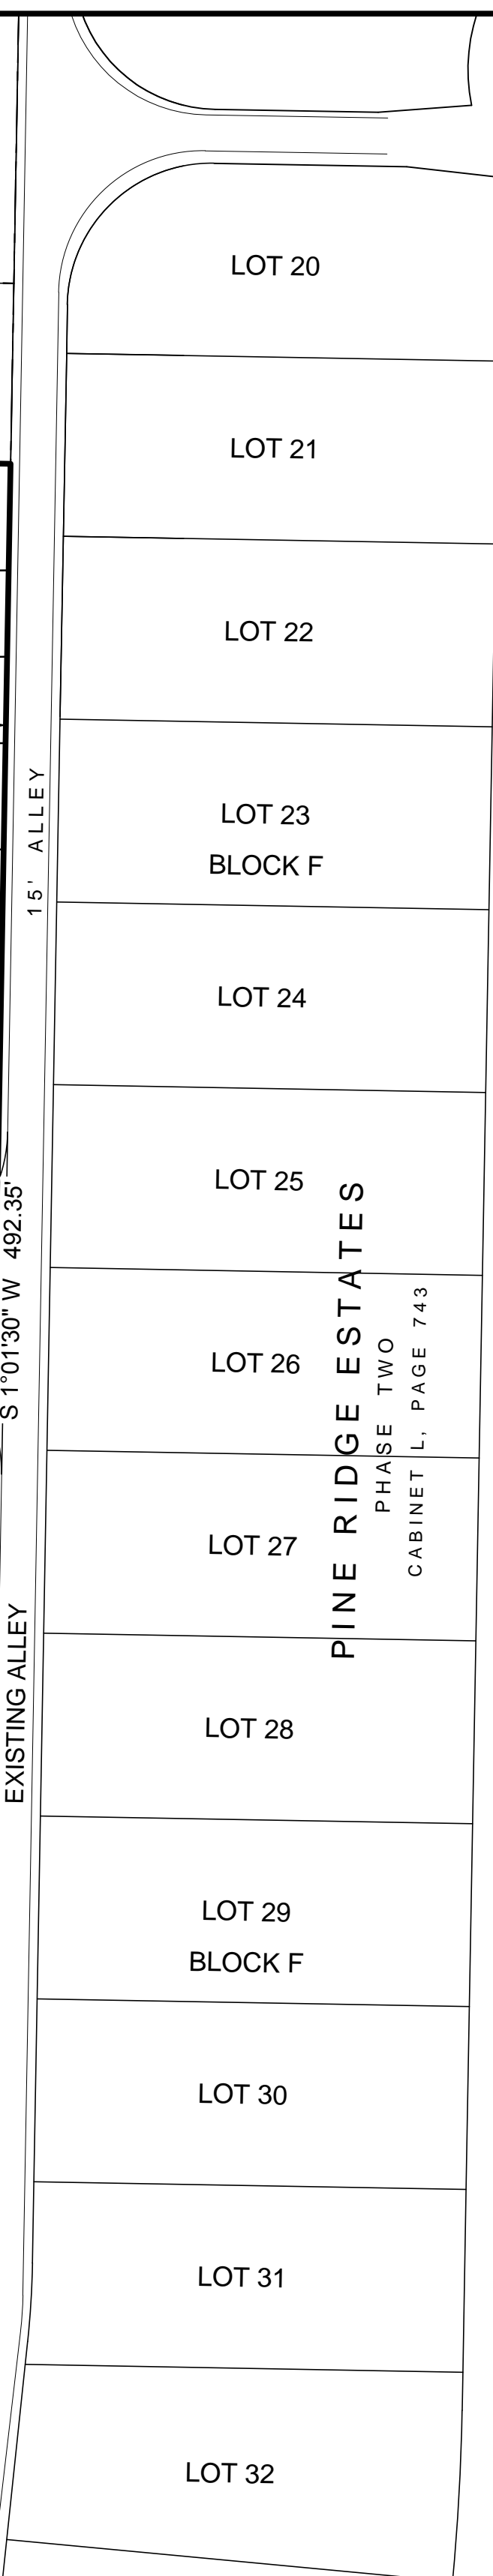 LOT 20
LOT 21
LOT 22
LOT 23
BLOCK F
15' ALLEY
LOT 24
LOT 25
S 1°01'30" W 492.35'
LOT 26
PINE RIDGE ESTATES
PHASE TWO
CABINET L, PAGE 743
LOT 27
EXISTING ALLEY
LOT 28
LOT 29
BLOCK F
LOT 30
LOT 31
LOT 32